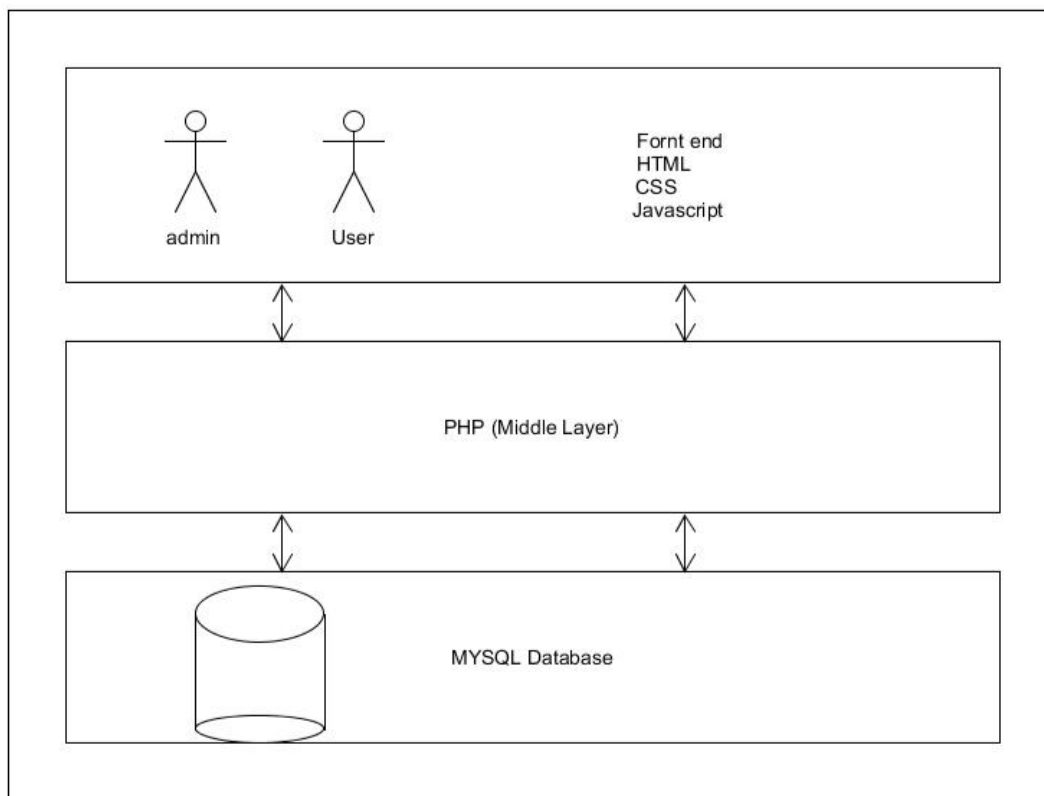 Fornt end
HTML
CSS
Javascript
admin
User
PHP (Middle Layer)
MYSQL Database